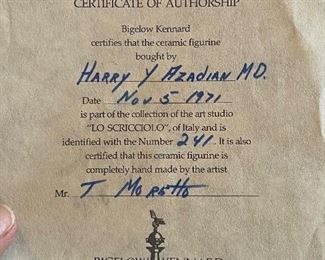 CERTIFICATE OF AUTHORSHIP
Bigelow Kennard
certifies that the ceramic figurine
bought by
HARRY Y AZADIAN MD.
Date Nov 5 1971
is part of the collection of the art studio
"LO SCRICCIOLO", of Italy and is
identified with the Number 241. It is also
certified that this ceramic figurine is
completely hand made by the artist
Mr. T MORETTO
BIGELOW KENNARD